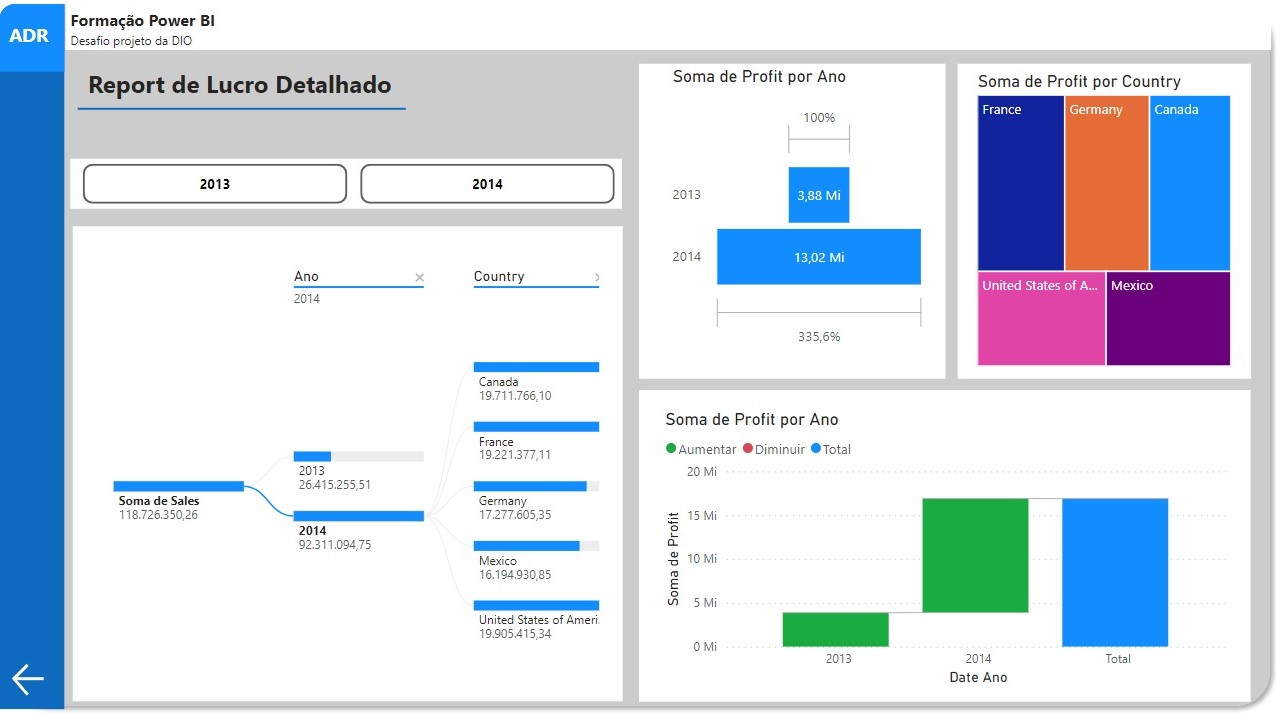 ADR
Formação Power BI
Desafio projeto da DIO
Report de Lucro Detalhado
2013
2014
Ano
2014
Country
Soma de Sales
118.726.350,26
2013
26.415.255,51
2014
92.311.094,75
Canada
19.711.766,10
France
19.221.377,11
Germany
17.277.605,35
Mexico
16.194.930,85
United States of Ameri
19.905.415,34
Soma de Profit por Ano
100%
2013
3,88 Mi
2014
13,02 Mi
335,6%
Soma de Profit por Country
France
Germany
Canada
United States of A...
Mexico
Soma de Profit por Ano
Aumentar Diminuir Total
Soma de Profit
20 Mi
15 Mi
10 Mi
5 Mi
0 Mi
2013
2014
Total
Date Ano